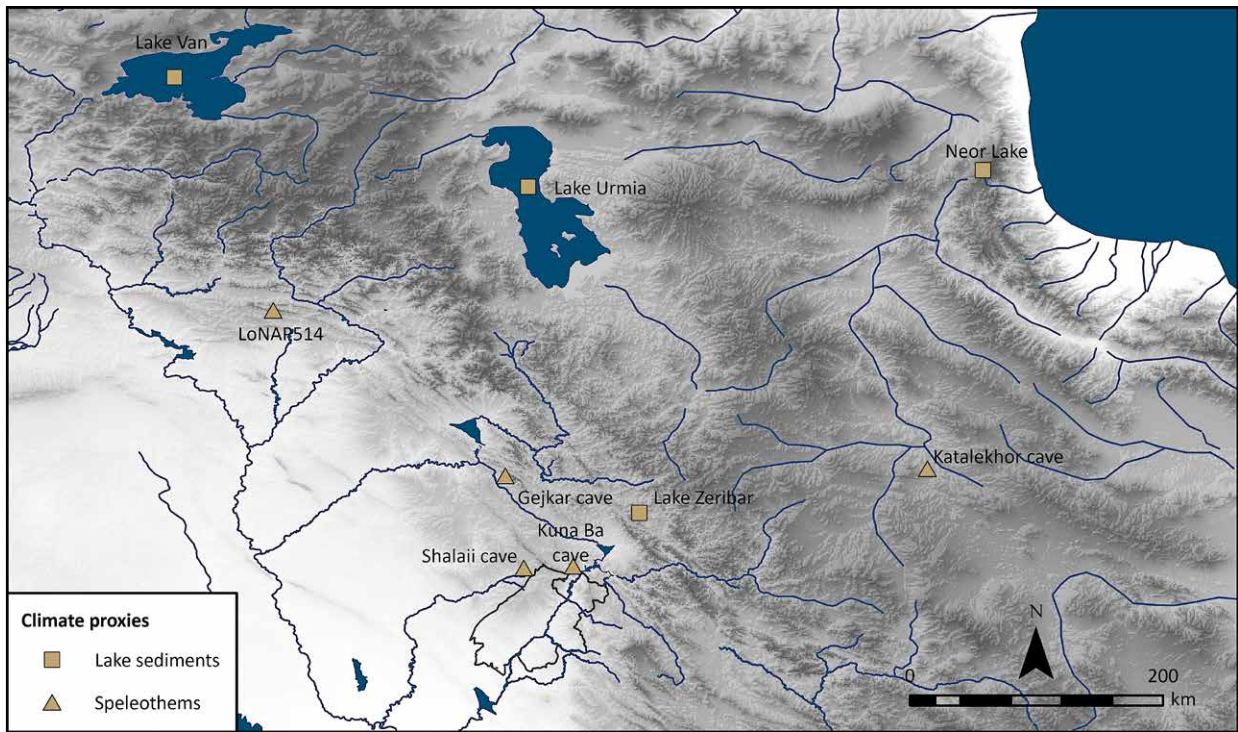 Lake Van
Neor Lake
Lake Urmia
LoNAP514
Katalekhor cave
Gejkar cave
Lake Zeribar
Kuna Ba
cave
Shalaii cave
Climate proxies
Lake sediments
Speleothems
N
0
200
km